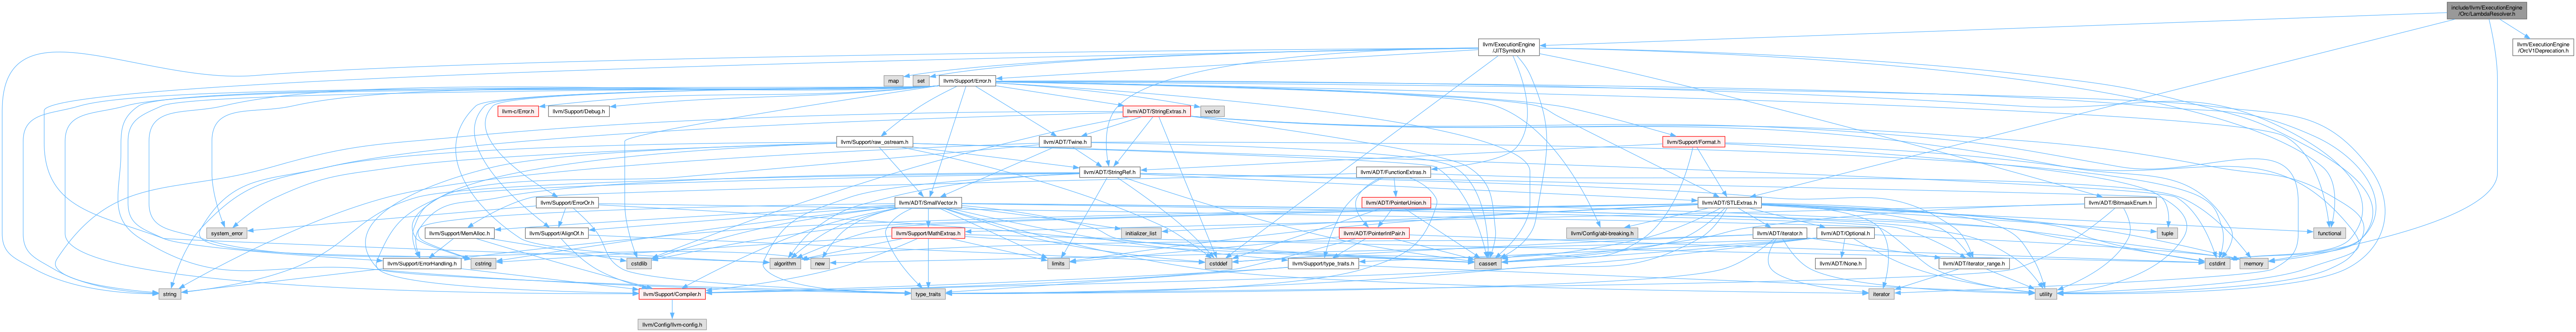 include/llvm/ExecutionEngine
/Orc/LambdaResolver.h
llvm/ExecutionEngine
/JITSymbol.h
llvm/ExecutionEngine
/OrcV1Deprecation.h
map
set
llvm/Support/Error.h
llvm-c/Error.h
llvm/Support/Debug.h
llvm/ADT/StringExtras.h
vector
llvm/Support/raw_ostream.h
llvm/ADT/Twine.h
llvm/Support/Format.h
llvm/ADT/StringRef.h
llvm/ADT/FunctionExtras.h
llvm/Support/ErrorOr.h
llvm/ADT/SmallVector.h
llvm/ADT/PointerUnion.h
llvm/ADT/STLExtras.h
llvm/ADT/BitmaskEnum.h
system_error
llvm/Support/MemAlloc.h
llvm/Support/AlignOf.h
llvm/Support/MathExtras.h
initializer_list
llvm/ADT/PointerIntPair.h
llvm/Config/abi-breaking.h
llvm/ADT/iterator.h
llvm/ADT/Optional.h
tuple
functional
llvm/Support/ErrorHandling.h
cstring
cstdlib
algorithm
new
limits
cstddef
llvm/Support/type_traits.h
cassert
llvm/ADT/None.h
llvm/ADT/iterator_range.h
cstdint
memory
string
llvm/Support/Compiler.h
type_traits
iterator
utility
llvm/Config/llvm-config.h